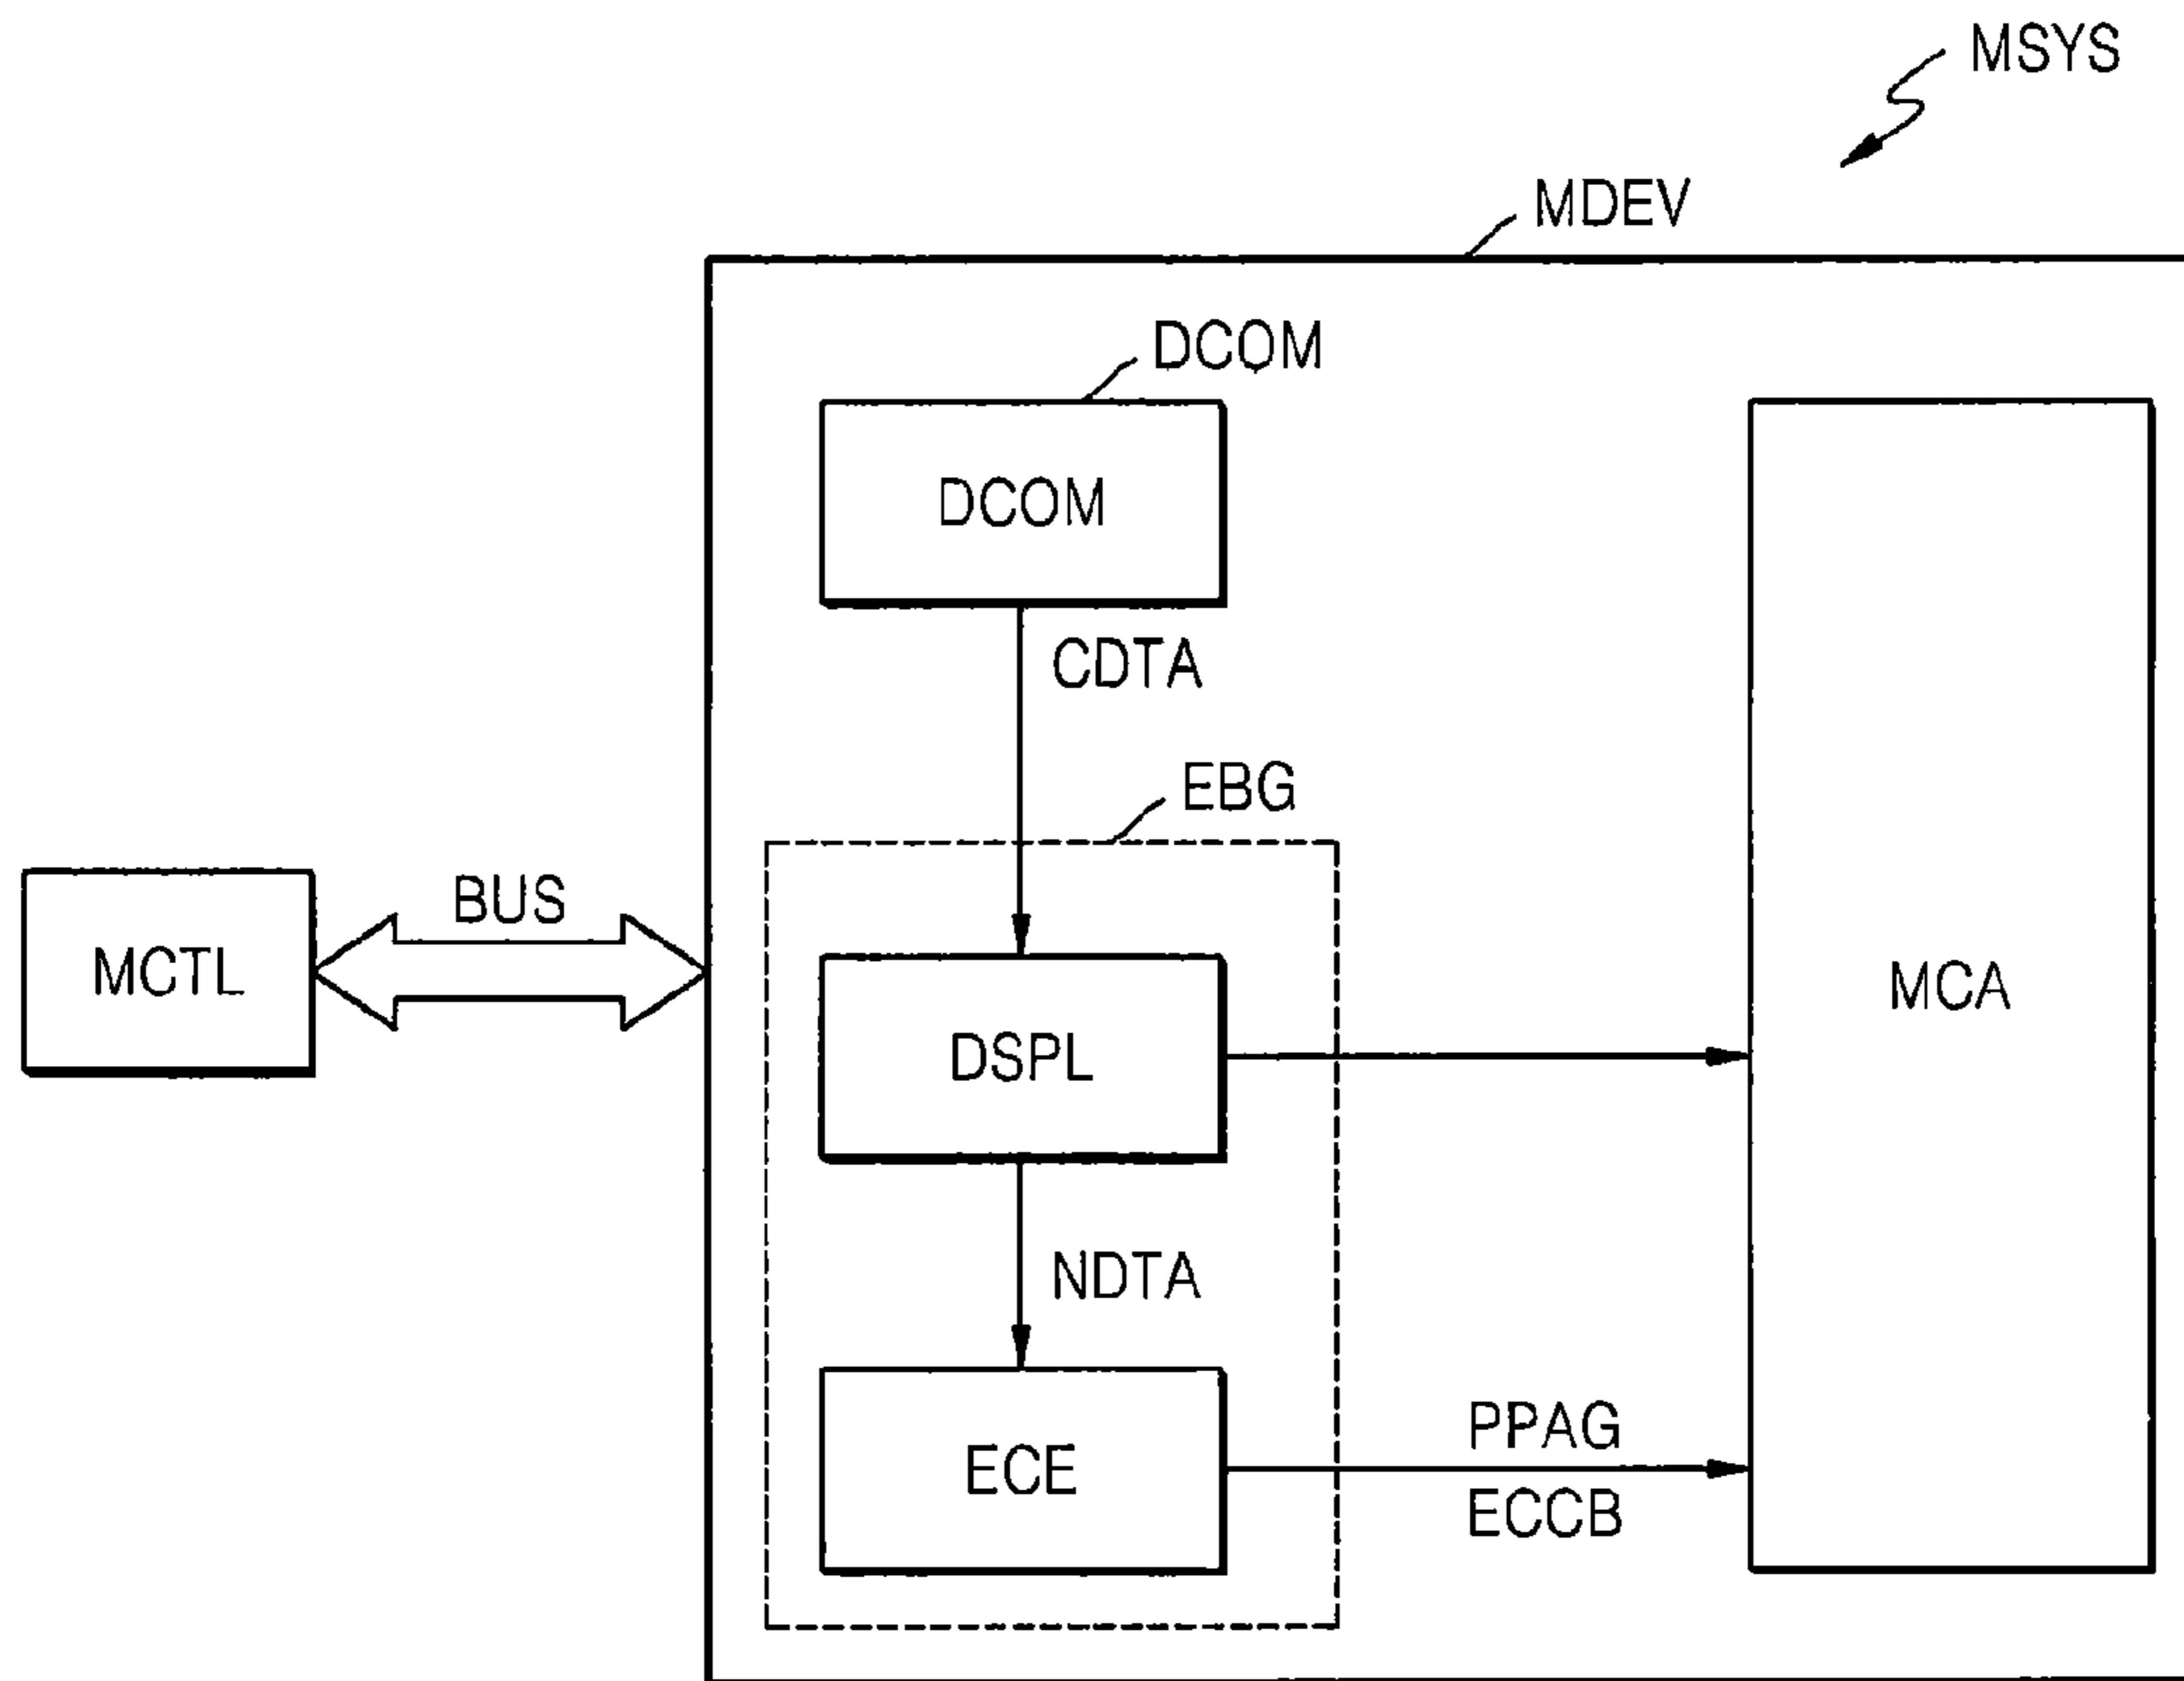 MSYS
MDEV
DCOM
DCOM
CDTA
EBG
BUS
MCTL
DSPL
MCA
NDTA
ECE
PPAG
ECCB